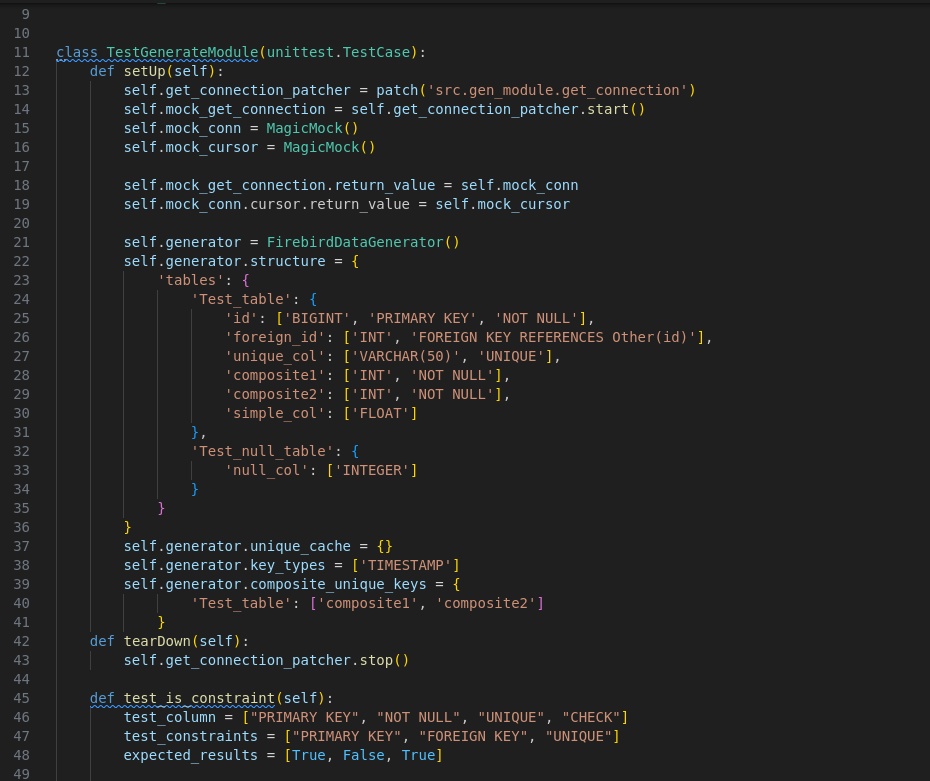 9
10
11 class TestGenerateModule(unittest.TestCase):
12     def setUp(self):
13         self.get_connection_patcher = patch('src.gen_module.get_connection')
14         self.mock_get_connection = self.get_connection_patcher.start()
15         self.mock_conn = MagicMock()
16         self.mock_cursor = MagicMock()
17
18         self.mock_get_connection.return_value = self.mock_conn
19         self.mock_conn.cursor.return_value = self.mock_cursor
20
21         self.generator = FirebirdDataGenerator()
22         self.generator.structure = {
23             'tables': {
24                 'Test_table': {
25                     'id': ['BIGINT', 'PRIMARY KEY', 'NOT NULL'],
26                     'foreign_id': ['INT', 'FOREIGN KEY REFERENCES Other(id)'],
27                     'unique_col': ['VARCHAR(50)', 'UNIQUE'],
28                     'composite1': ['INT', 'NOT NULL'],
29                     'composite2': ['INT', 'NOT NULL'],
30                     'simple_col': ['FLOAT']
31                 },
32                 'Test_null_table': {
33                     'null_col': ['INTEGER']
34                 }
35             }
36         }
37         self.generator.unique_cache = {}
38         self.generator.key_types = ['TIMESTAMP']
39         self.generator.composite_unique_keys = {
40                 'Test_table': ['composite1', 'composite2']
41             }
42     def tearDown(self):
43         self.get_connection_patcher.stop()
44
45     def test_is_constraint(self):
46         test_column = ["PRIMARY KEY", "NOT NULL", "UNIQUE", "CHECK"]
47         test_constraints = ["PRIMARY KEY", "FOREIGN KEY", "UNIQUE"]
48         expected_results = [True, False, True]
49